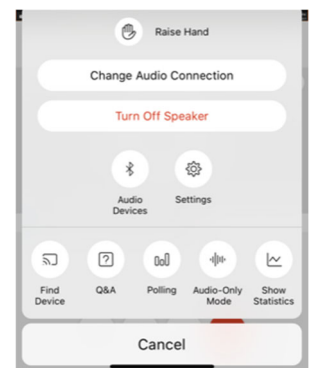 Raise Hand
Change Audio Connection
Turn Off Speaker
Audio
Devices
Settings
Find
Device
Q&A
Polling
Audio-Only
Mode
Show
Statistics
Cancel